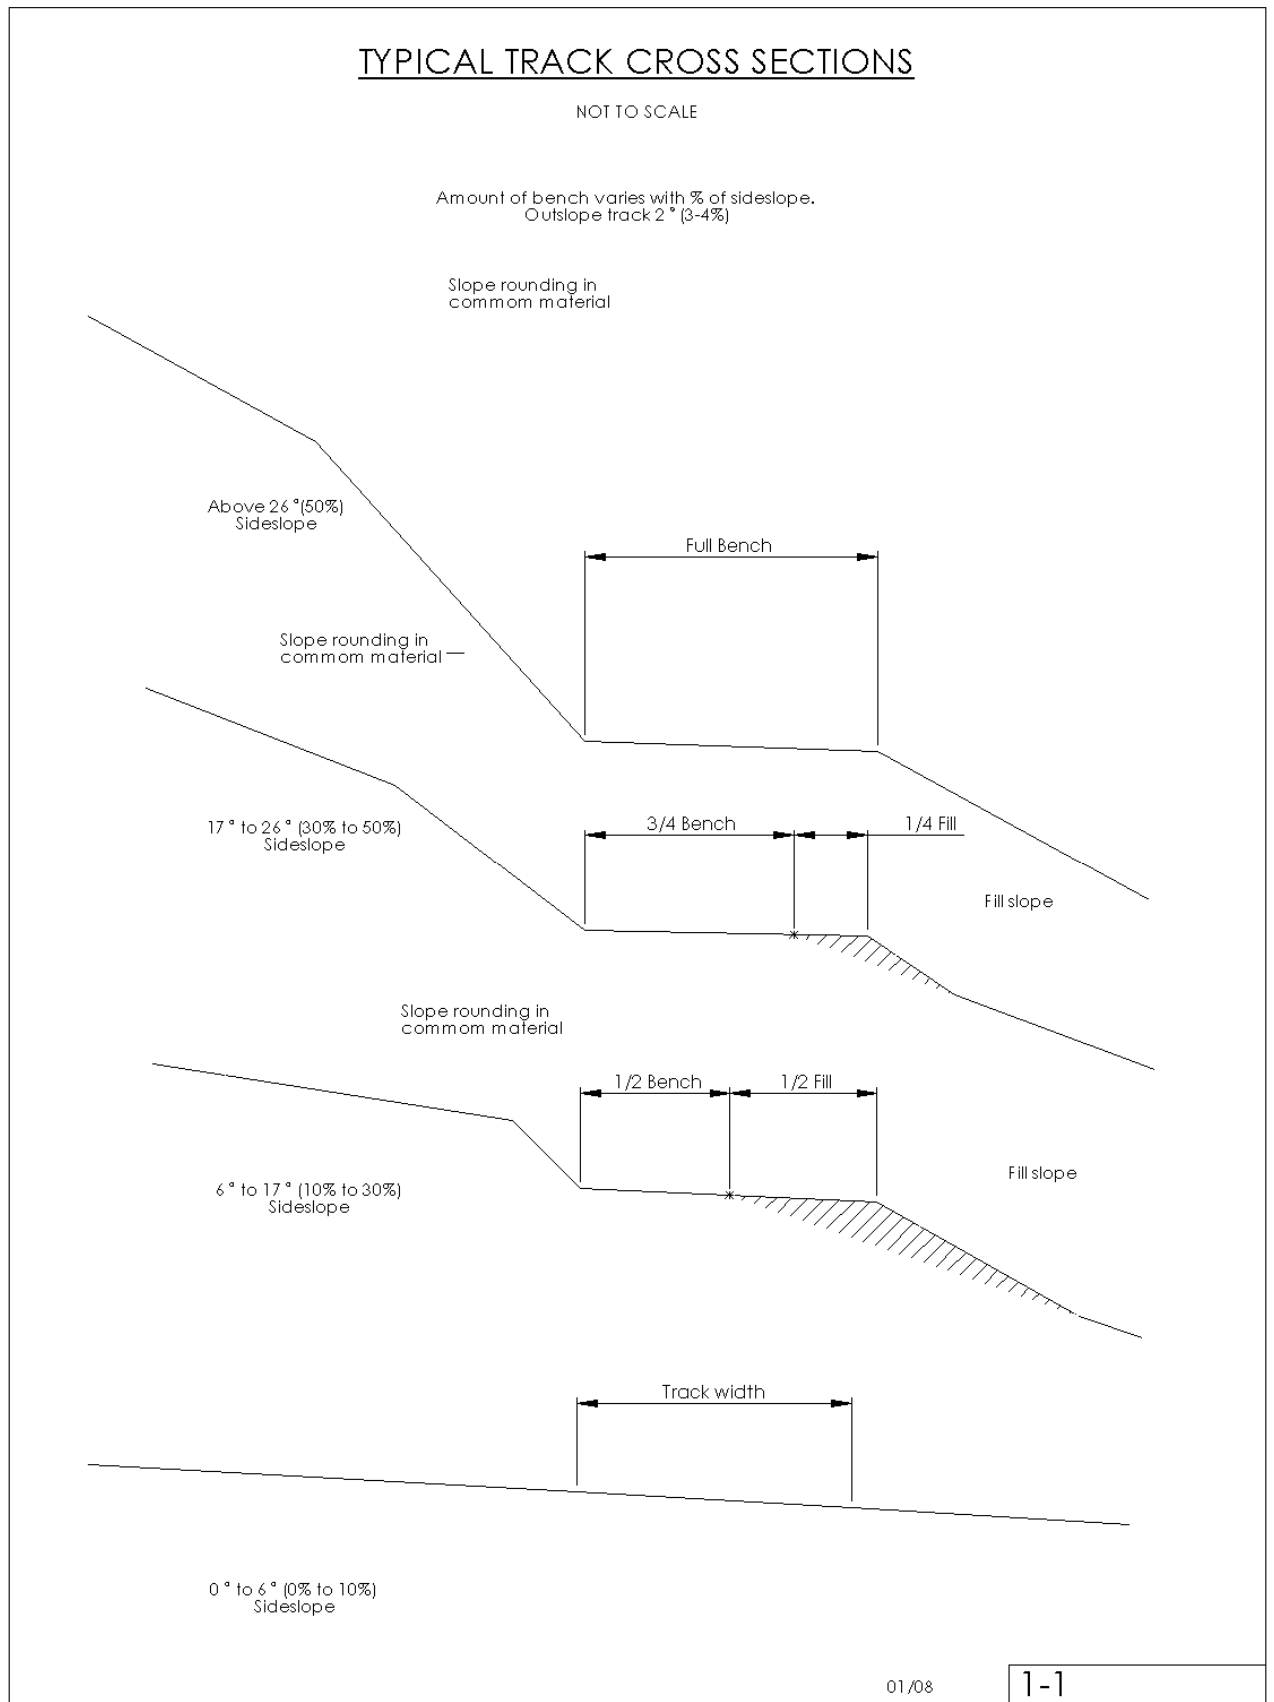 TYPICAL TRACK CROSS SECTIONS
NOT TO SCALE
Amount of bench varies with % of sideslope.
Outslope track 2 ° (3-4%)
Slope rounding in
commom material
Above 26 °(50%)
Sideslope
Full Bench
Slope rounding in
commom material
17 ° to 26 ° (30% to 50%)
Sideslope
3/4 Bench
1/4 Fill
Fill slope
Slope rounding in
commom material
1/2 Bench
1/2 Fill
Fill slope
6 ° to 17 ° (10% to 30%)
Sideslope
Track width
0 ° to 6 ° (0% to 10%)
Sideslope
01/08
1-1